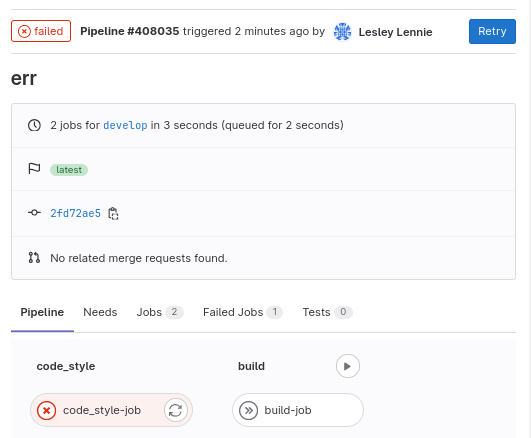 failed Pipeline #408035 triggered 2 minutes ago by Lesley Lennie Retry
err
2 jobs for develop in 3 seconds (queued for 2 seconds)
latest
2fd72ae5
No related merge requests found.
Pipeline Needs Jobs 2 Failed Jobs 1 Tests 0
code_style build
code_style-job build-job